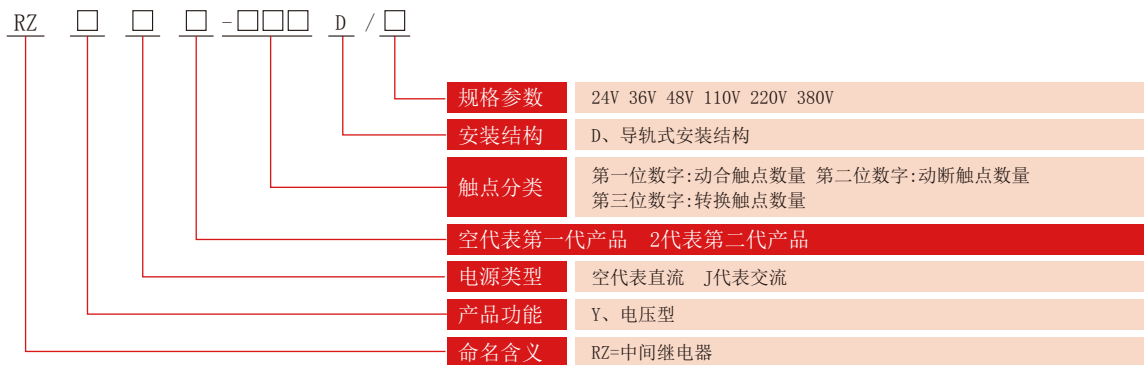 RZ □ □ □ -□□□ D / □
规格参数 24V 36V 48V 110V 220V 380V
安装结构 D、导轨式安装结构
触点分类 第一位数字:动合触点数量 第二位数字:动断触点数量
第三位数字:转换触点数量
空代表第一代产品 2代表第二代产品
电源类型 空代表直流 J代表交流
产品功能 Y、电压型
命名含义 RZ=中间继电器